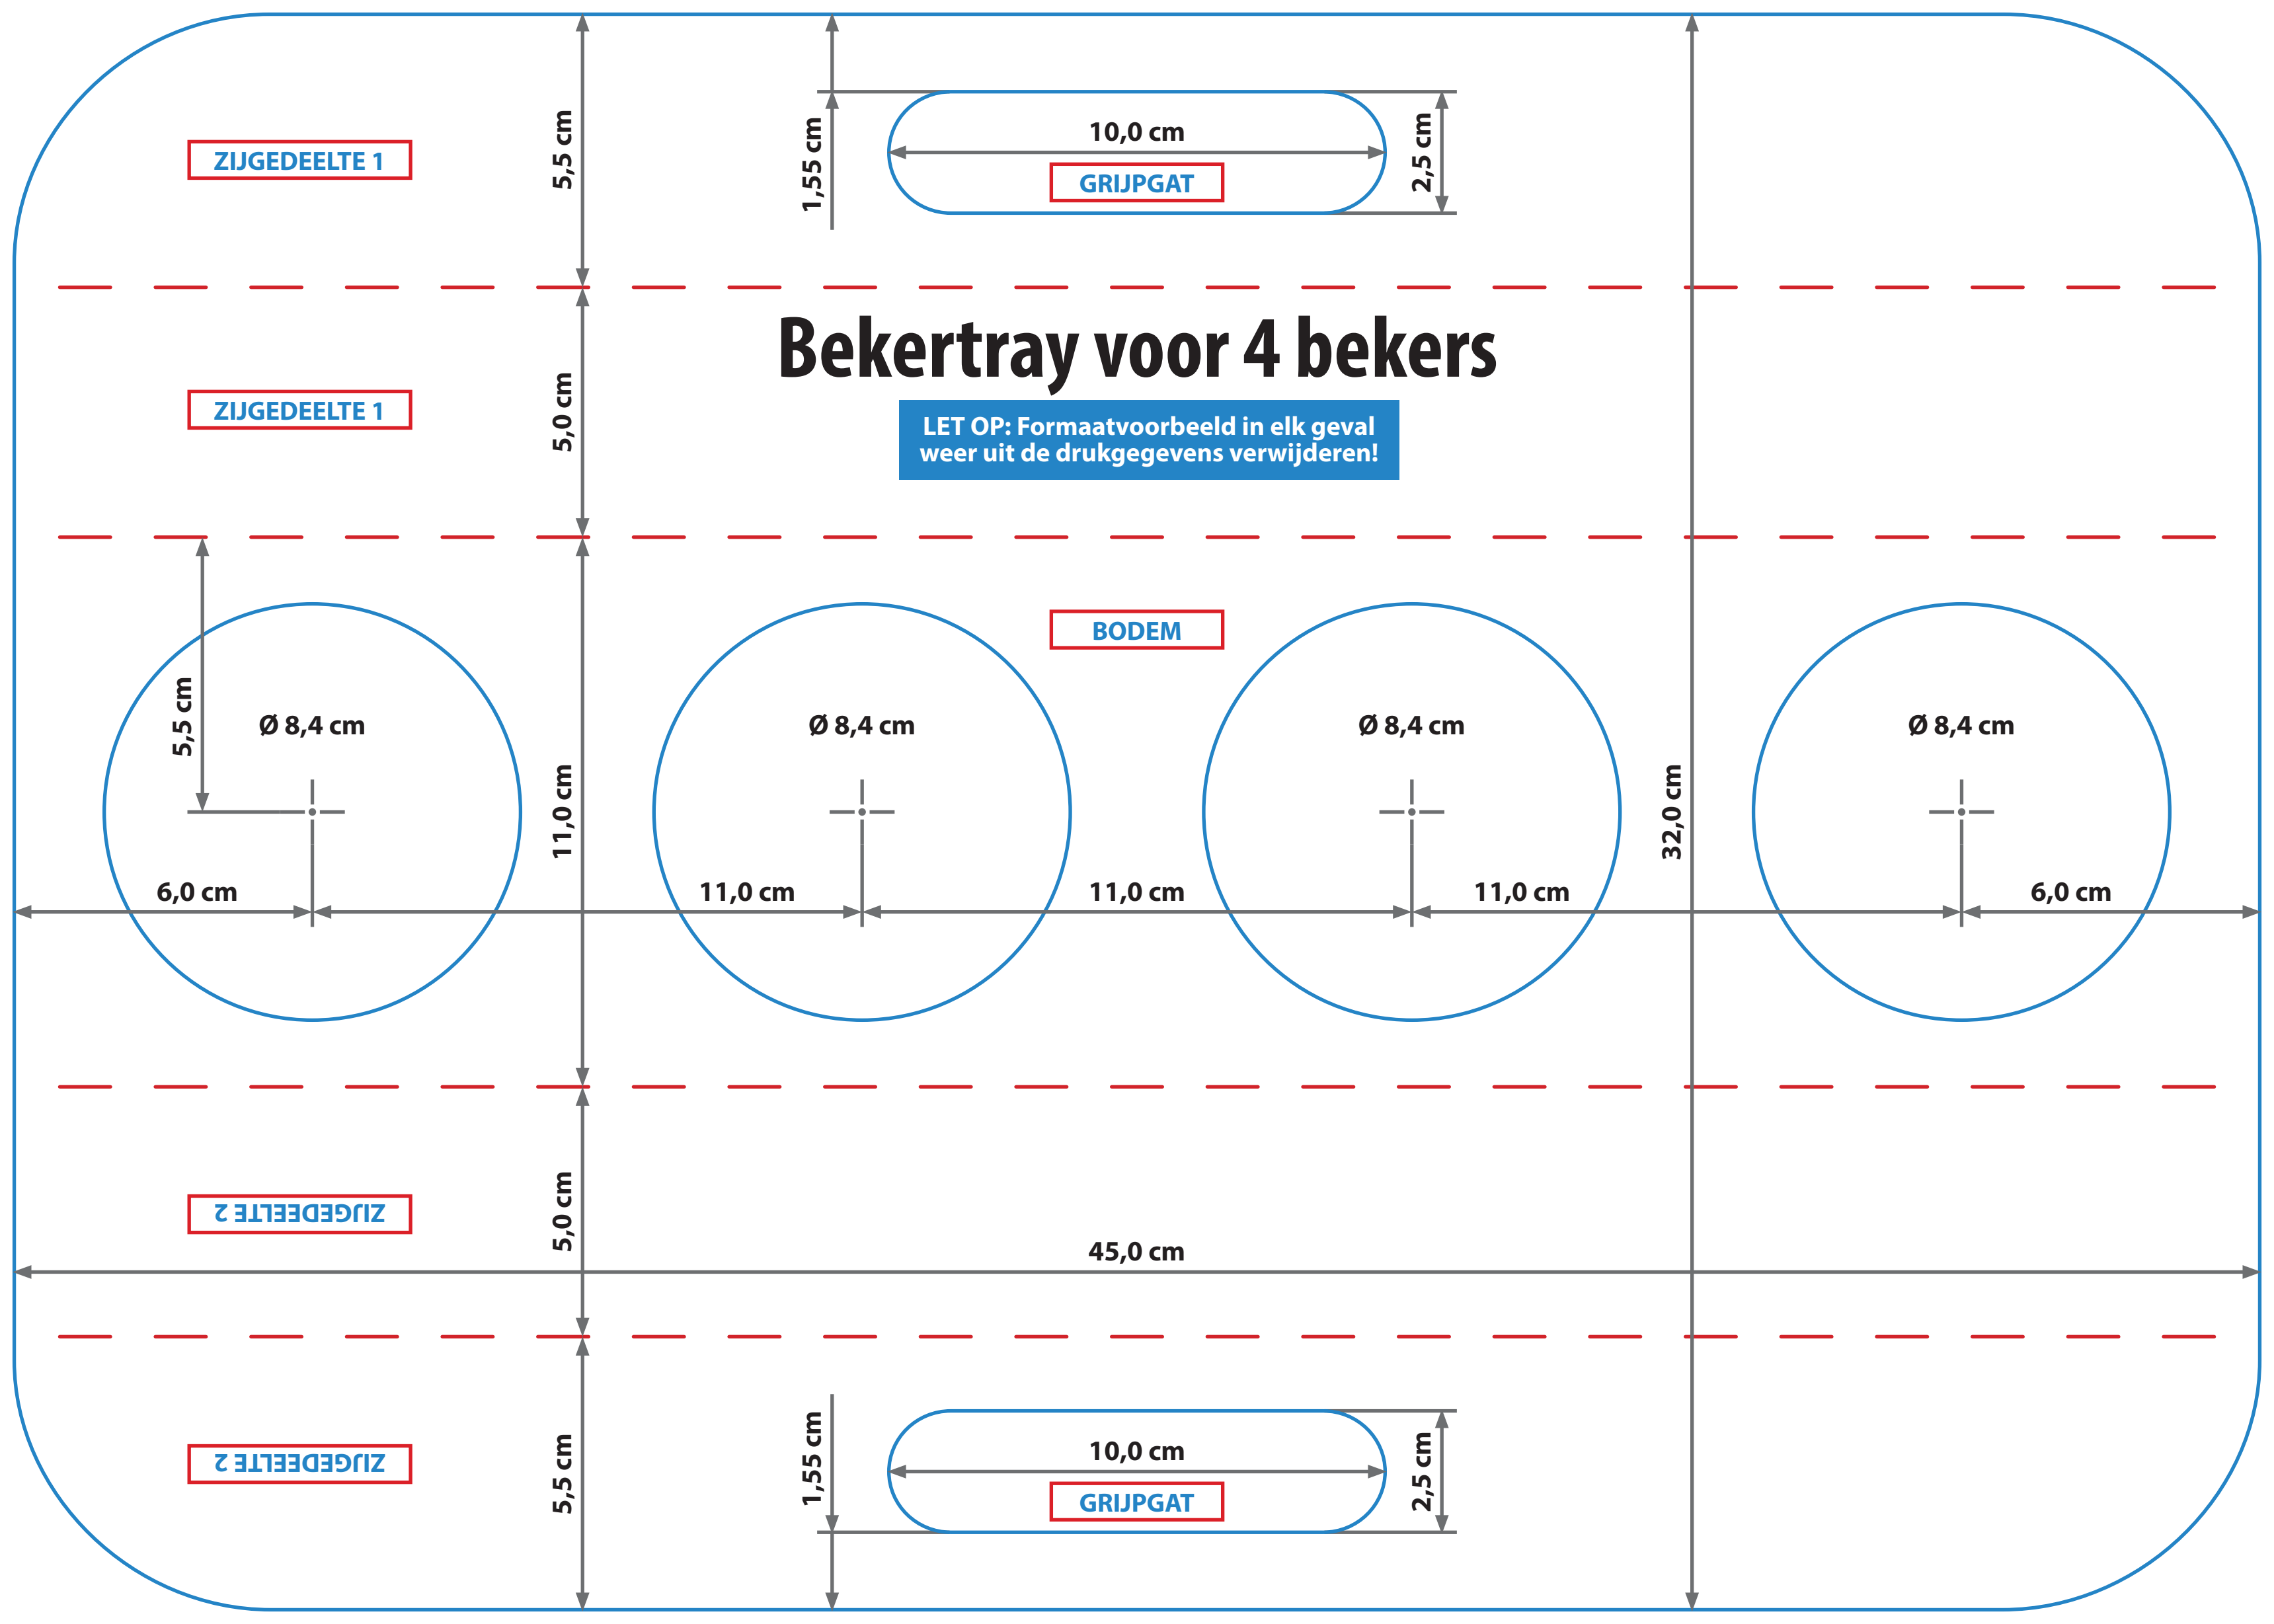 5,5 cm
1,55 cm
10,0 cm
2,5 cm
ZIJGEDEELTE 1
GRIJPGAT
Bekertray voor 4 bekers
5,0 cm
ZIJGEDEELTE 1
LET OP: Formaatvoorbeeld in elk geval
weer uit de drukgegevens verwijderen!
BODEM
5,5 cm
Ø 8,4 cm
Ø 8,4 cm
Ø 8,4 cm
Ø 8,4 cm
11,0 cm
32,0 cm
6,0 cm
11,0 cm
11,0 cm
11,0 cm
6,0 cm
ZIJGEDEELTE 2
5,0 cm
45,0 cm
ZIJGEDEELTE 2
5,5 cm
1,55 cm
10,0 cm
2,5 cm
GRIJPGAT